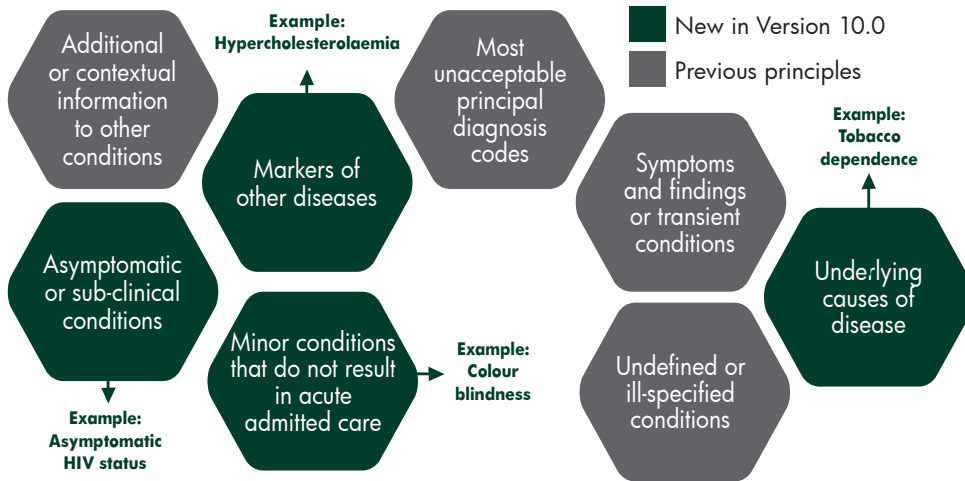 Additional
or contextual
information
to other
conditions
Example:
Hypercholesterolaemia
Markers of
other diseases
Most
unacceptable
principal
diagnosis
codes
New in Version 10.0
Previous principles
Symptoms
and findings
or transient
conditions
Example:
Tobacco
dependence
Underlying
causes of
disease
Asymptomatic
or sub-clinical
conditions
Example:
Asymptomatic
HIV status
Minor conditions
that do not result
in acute
admitted care
Example:
Colour
blindness
Undefined or
ill-specified
conditions